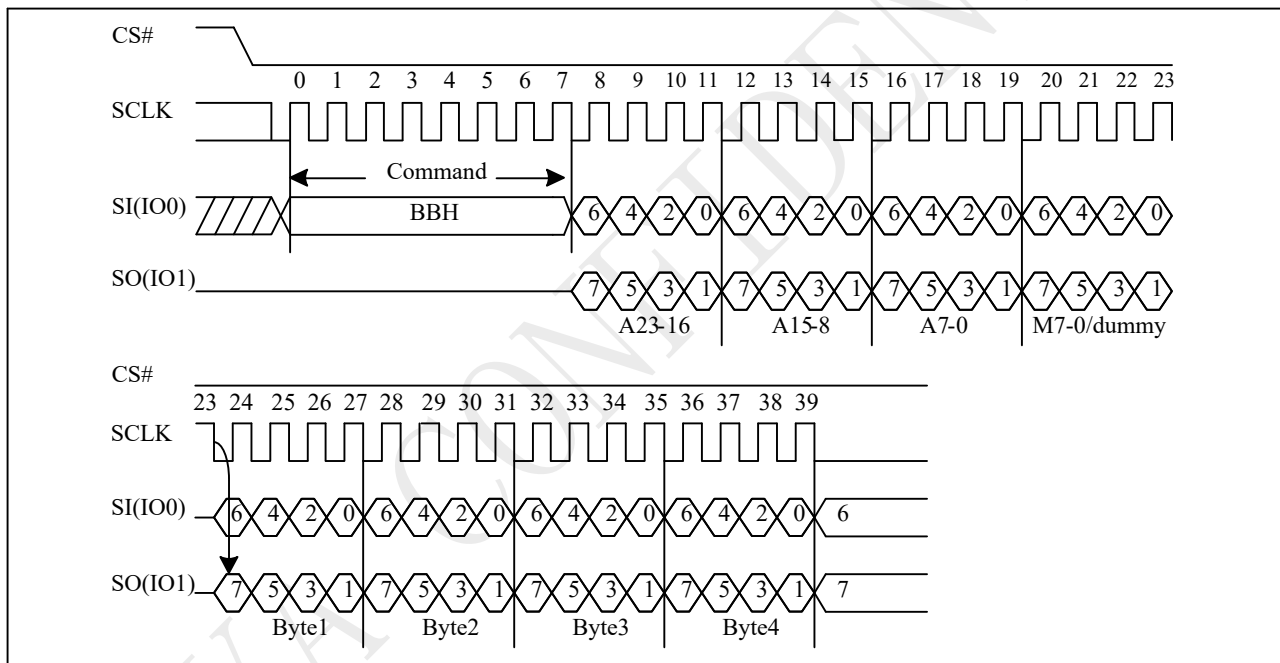 CS#
0 1 2 3 4 5 6 7 8 9 10 11 12 13 14 15 16 17 18 19 20 21 22 23
SCLK
Command
SI(IO0) BBH 6 4 2 0 6 4 2 0 6 4 2 0 6 4 2 0
SO(IO1) 7 5 3 1 7 5 3 1 7 5 3 1 7 5 3 1
A23-16 A15-8 A7-0 M7-0/dummy
CS#
23 24 25 26 27 28 29 30 31 32 33 34 35 36 37 38 39
SCLK
SI(IO0) 6 4 2 0 6 4 2 0 6 4 2 0 6 4 2 0 6
SO(IO1) 7 5 3 1 7 5 3 1 7 5 3 1 7 5 3 1 7
Byte1 Byte2 Byte3 Byte4